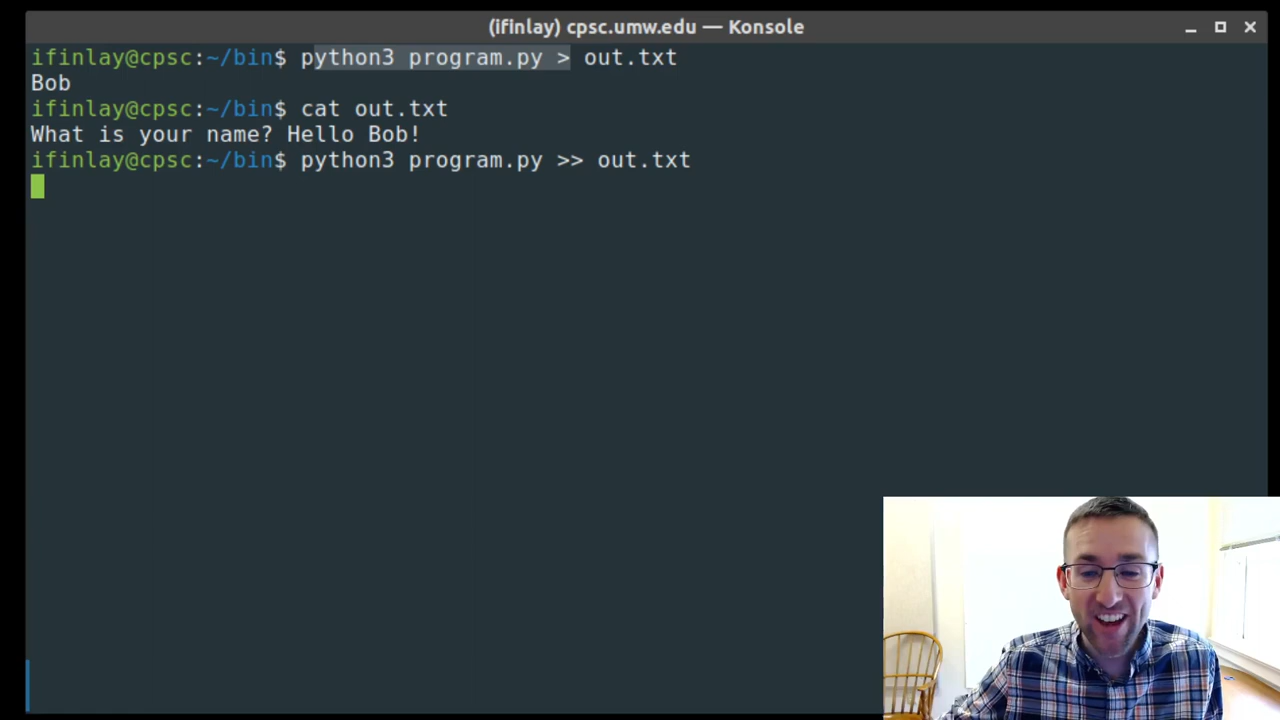 (ifinlay) cpsc.umw.edu — Konsole
ifinlay@cpsc:~/bin$ python3 program.py > out.txt
Bob
ifinlay@cpsc:~/bin$ cat out.txt
What is your name? Hello Bob!
ifinlay@cpsc:~/bin$ python3 program.py >> out.txt